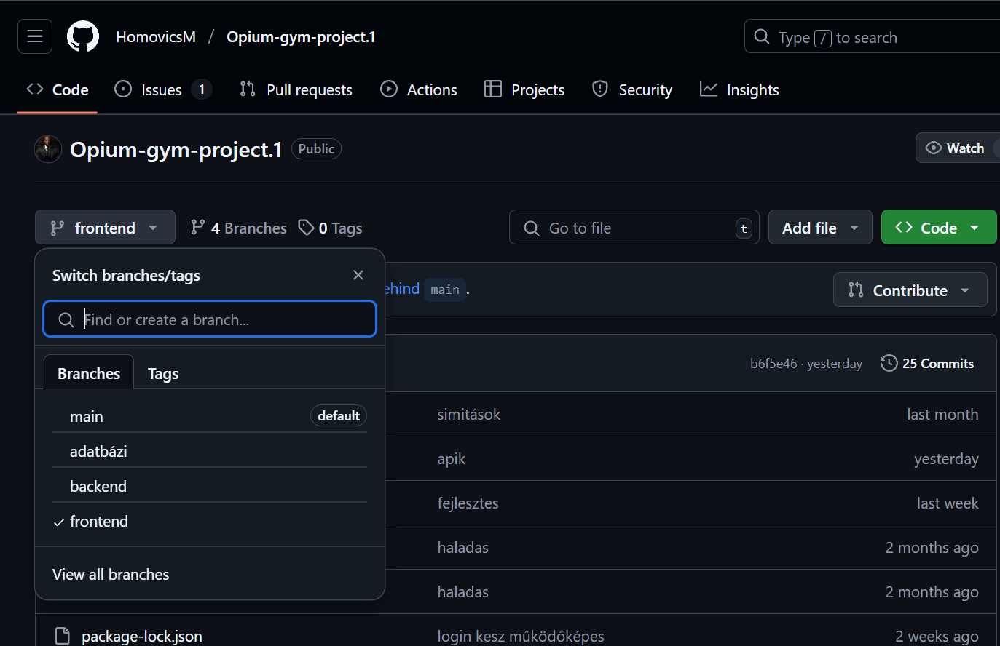 HomovicsM / Opium-gym-project.1
Type / to search
Code Issues 1 Pull requests Actions Projects Security Insights
Opium-gym-project.1 Public
Watch
frontend 4 Branches 0 Tags Go to file t Add file Code
Switch branches/tags
ehind main .
Contribute
Find or create a branch...
Branches Tags
b6f5e46 · yesterday 25 Commits
main default
simitások last month
adatbázi
apik yesterday
backend
fejlesztes last week
frontend
haladas 2 months ago
View all branches
haladas 2 months ago
package-lock.json login kesz működőképes 2 weeks ago